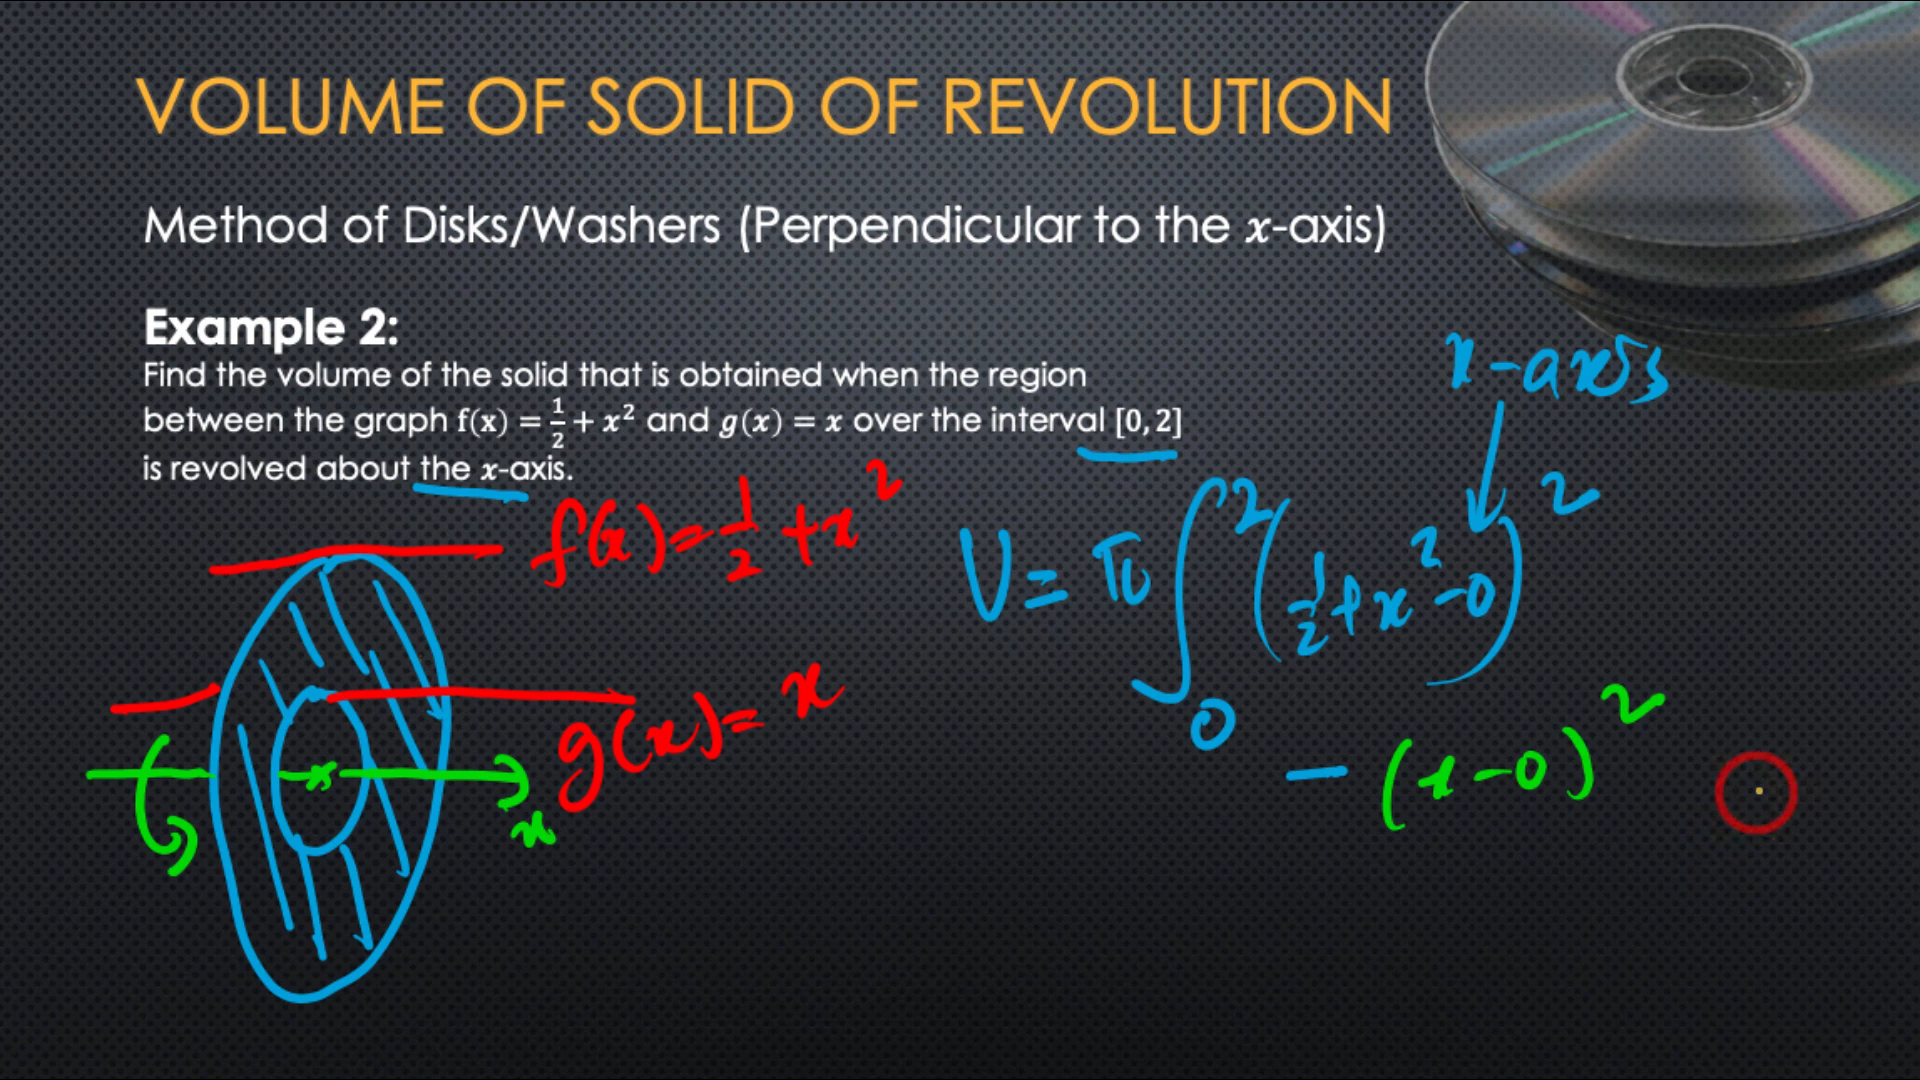 VOLUME OF SOLID OF REVOLUTION
Method of Disks/Washers (Perpendicular to the x-axis)
Example 2:
Find the volume of the solid that is obtained when the region
between the graph f(x) = 1/2 + x² and g(x) = x over the interval [0,2]
is revolved about the x-axis.
x-axis
f(x) = 1/2 + x²
V = π ∫₀² (1/2 + x² - 0)²
g(x) = x
- (x - 0)²
x